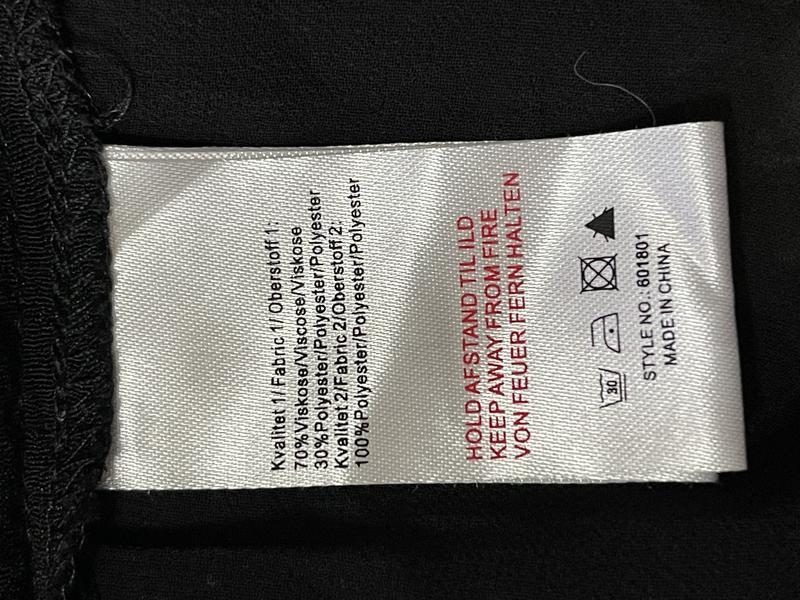 Kvalitet 1/ Fabric 1/ Oberstoff 1:
70%Viskose/Viscose/Viskose
30%Polyester/Polyester/Polyester
Kvalitet 2/Fabric 2/Oberstoff 2:
100%Polyester/Polyester/Polyester
HOLD AFSTAND TIL ILD
KEEP AWAY FROM FIRE
VON FEUER FERN HALTEN
30
STYLE NO.: 601801
MADE IN CHINA